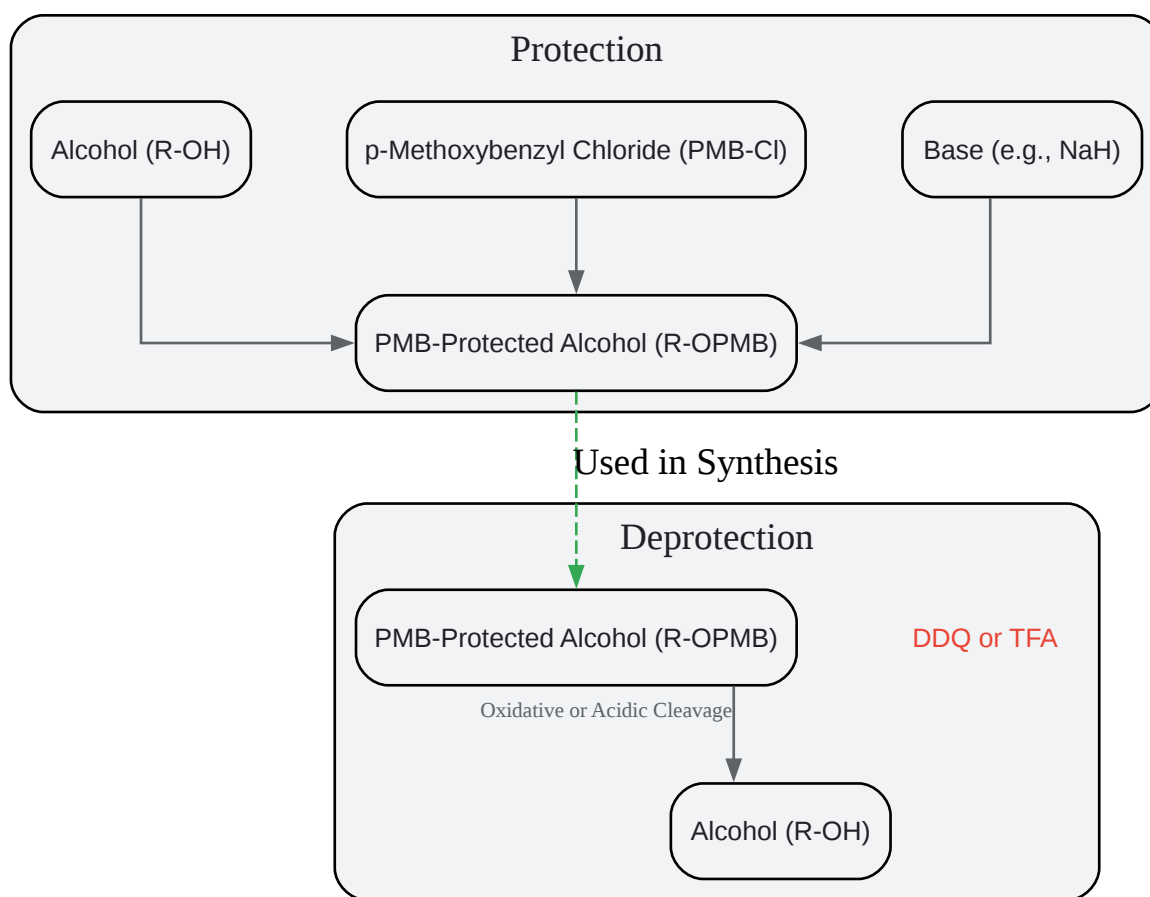 Protection
Alcohol (R-OH)
p-Methoxybenzyl Chloride (PMB-Cl)
Base (e.g., NaH)
PMB-Protected Alcohol (R-OPMB)
Used in Synthesis
Deprotection
PMB-Protected Alcohol (R-OPMB)
DDQ or TFA
Oxidative or Acidic Cleavage
Alcohol (R-OH)